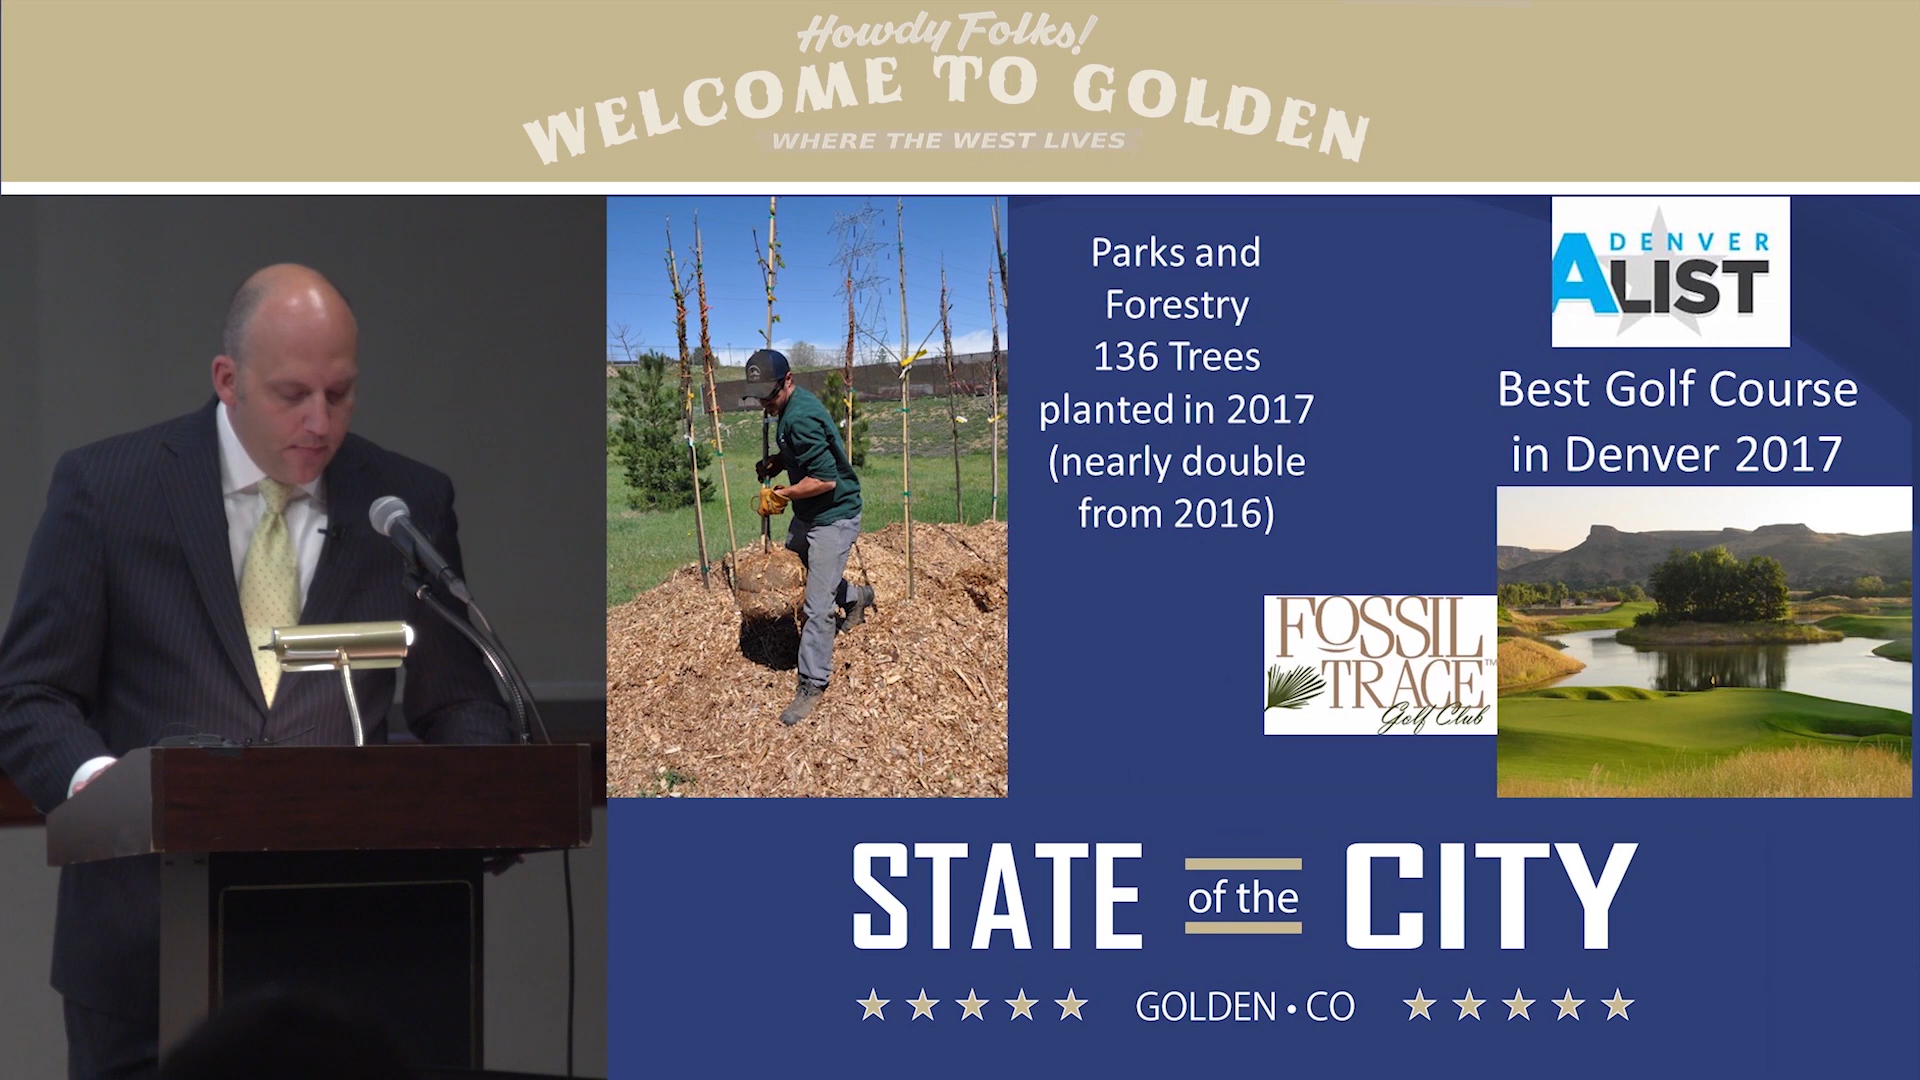 Howdy Folks!
WELCOME TO GOLDEN
WHERE THE WEST LIVES
Parks and
Forestry
136 Trees
planted in 2017
(nearly double
from 2016)
DENVER
A LIST
Best Golf Course
in Denver 2017
FOSSIL
TRACE™
Golf Club
STATE of the CITY
GOLDEN • CO